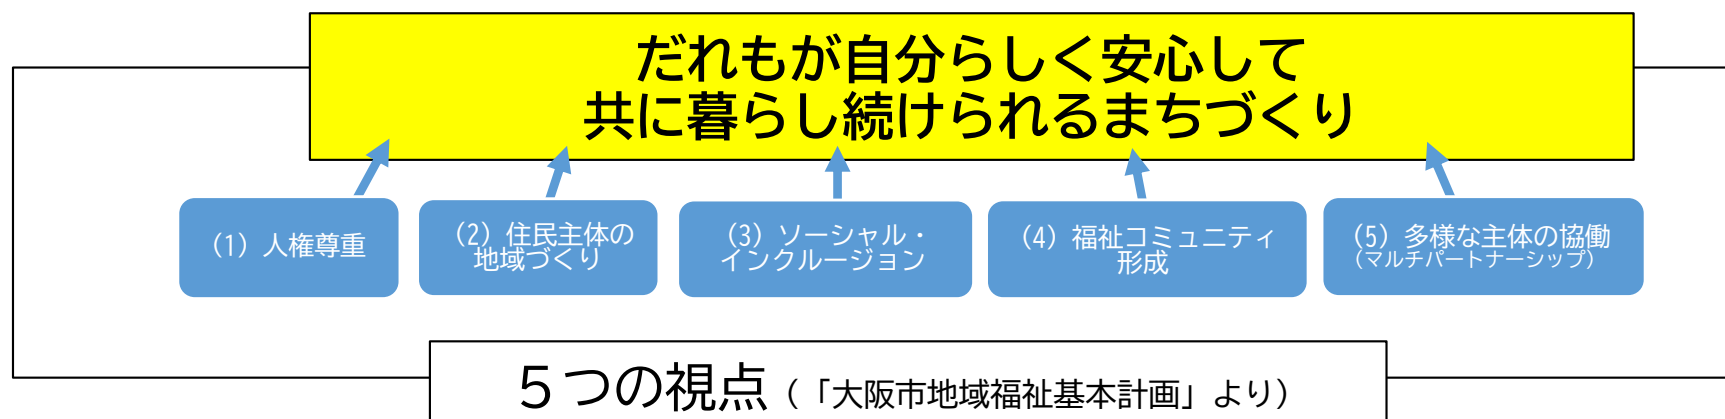 だれもが自分らしく安心して
共に暮らし続けられるまちづくり
（1）人権尊重
（2）住民主体の
地域づくり
（3）ソーシャル・
インクルージョン
（4）福祉コミュニティ
形成
（5）多様な主体の協働
（マルチパートナーシップ）
５つの視点（「大阪市地域福祉基本計画」より）